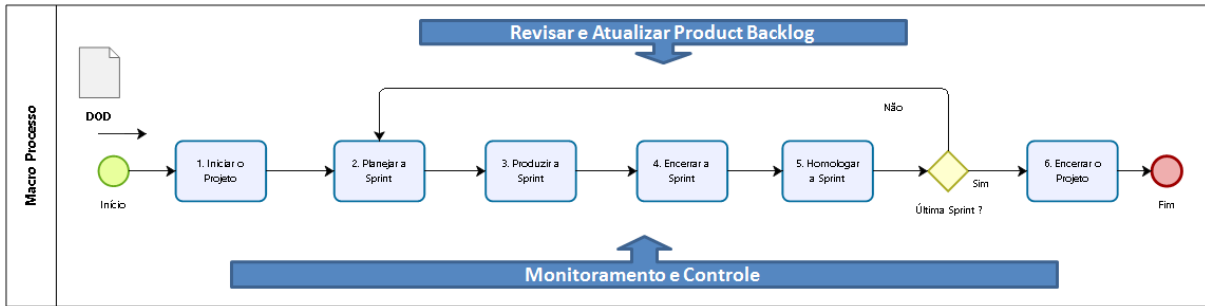 Revisar e Atualizar Product Backlog
Macro Processo
DOD
Não
1. Iniciar o
Projeto
2. Planejar a
Sprint
3. Produzir a
Sprint
4. Encerrar a
Sprint
5. Homologar
a Sprint
Sim
6. Encerrar o
Projeto
Início
Última Sprint ?
Fim
Monitoramento e Controle